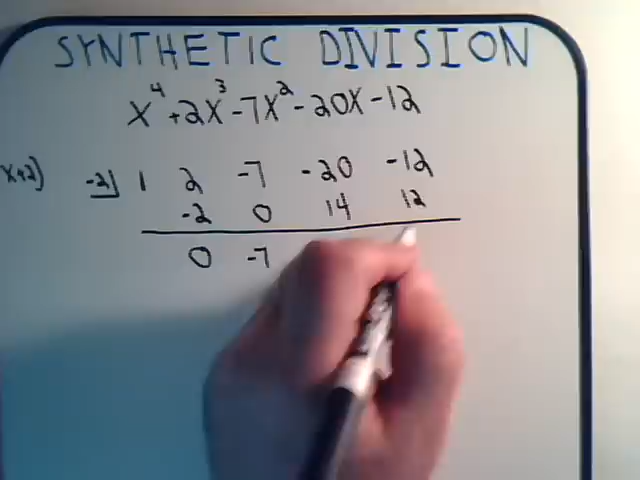 SYNTHETIC DIVISION
x⁴+2x³-7x²-20x-12
x+2) -2) 1 2 -7 -20 -12
-2 0 14 12
0 -7